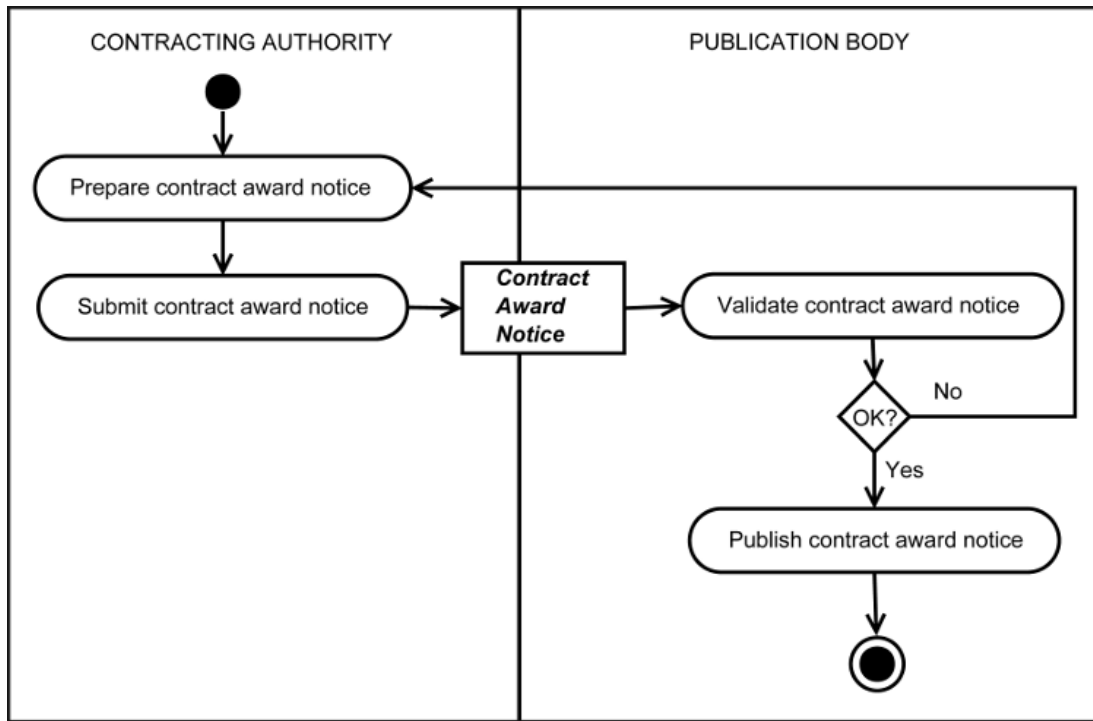 CONTRACTING AUTHORITY
PUBLICATION BODY
Prepare contract award notice
Submit contract award notice
Contract
Award
Notice
Validate contract award notice
No
OK?
Yes
Publish contract award notice